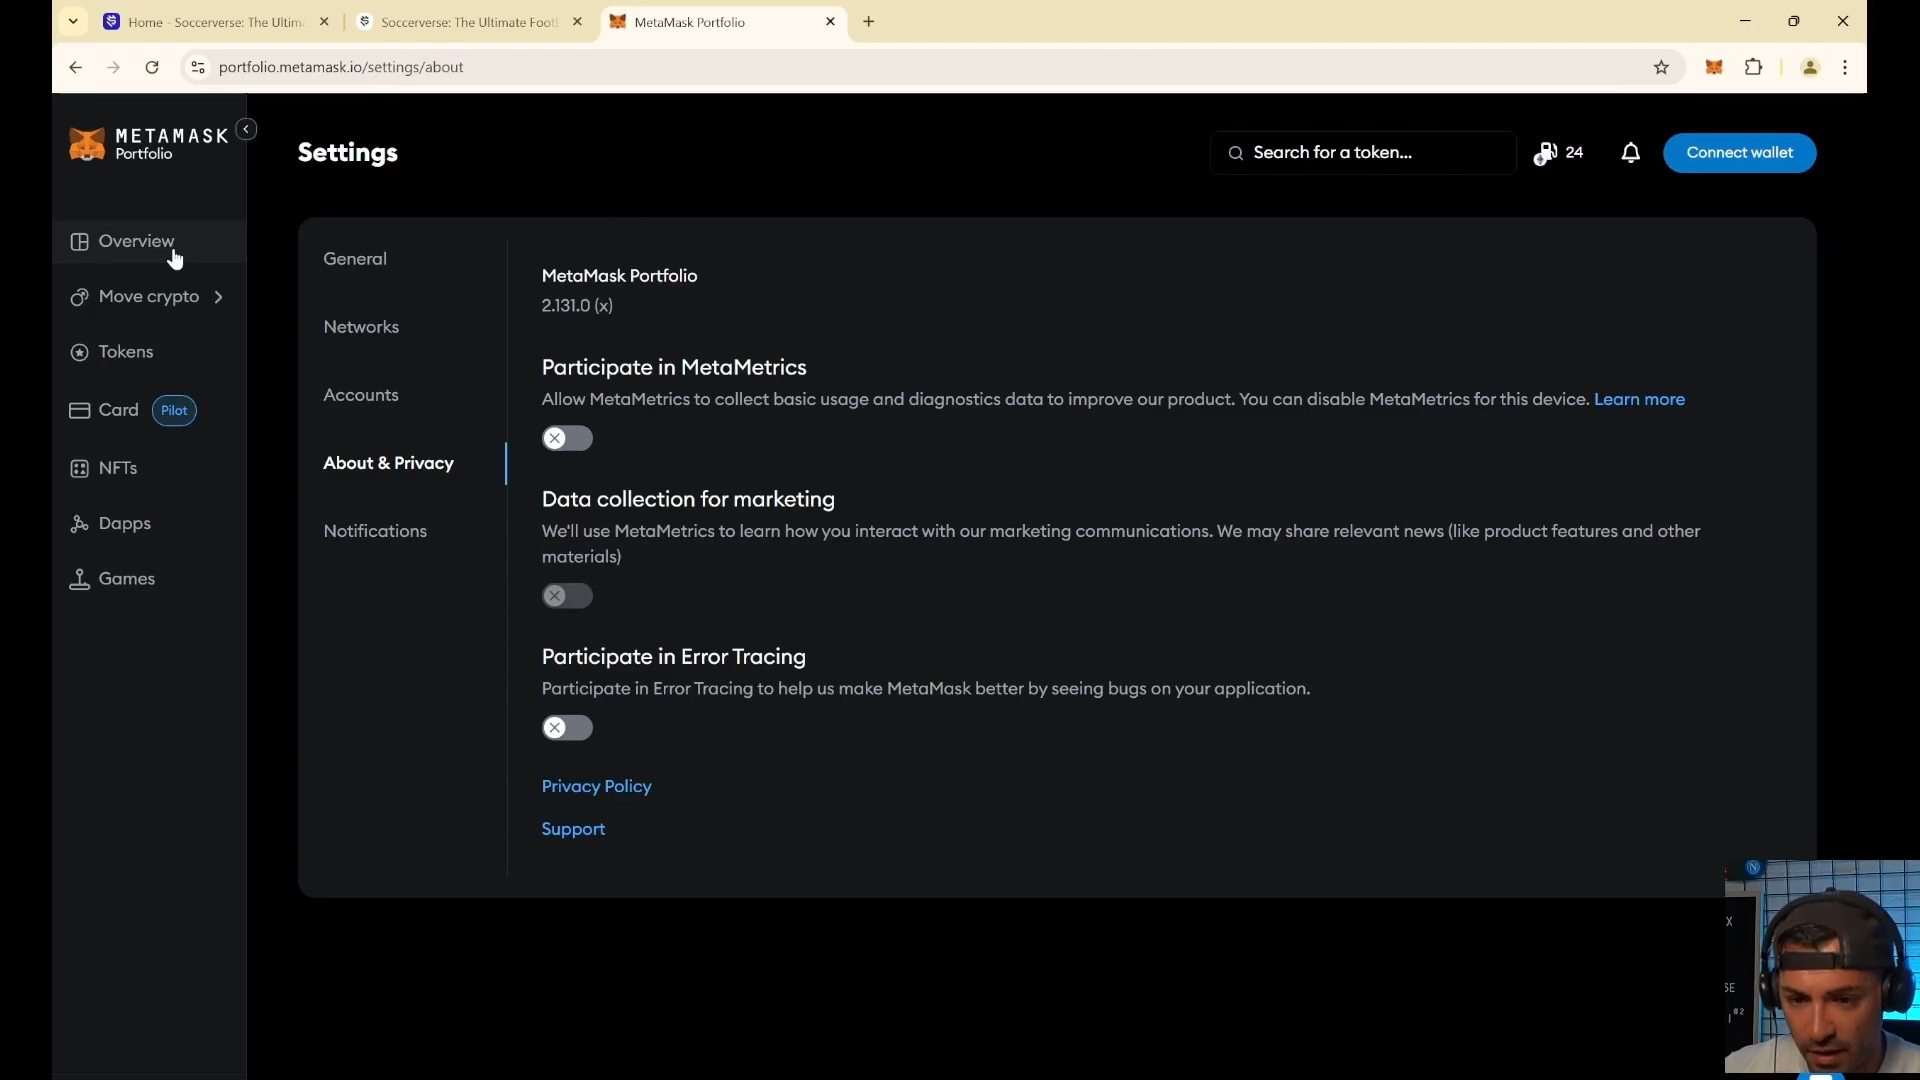 Home - Soccerverse: The Ultim
Soccerverse: The Ultimate Foot
MetaMask Portfolio
portfolio.metamask.io/settings/about
METAMASK
Portfolio
Settings
Search for a token...
24
Connect wallet
Overview
Move crypto
Tokens
Card
Pilot
NFTs
Dapps
Games
General
Networks
Accounts
About & Privacy
Notifications
MetaMask Portfolio
2.131.0 (x)
Participate in MetaMetrics
Allow MetaMetrics to collect basic usage and diagnostics data to improve our product. You can disable MetaMetrics for this device. Learn more
Data collection for marketing
We'll use MetaMetrics to learn how you interact with our marketing communications. We may share relevant news (like product features and other
materials)
Participate in Error Tracing
Participate in Error Tracing to help us make MetaMask better by seeing bugs on your application.
Privacy Policy
Support
N
X
SE
#2